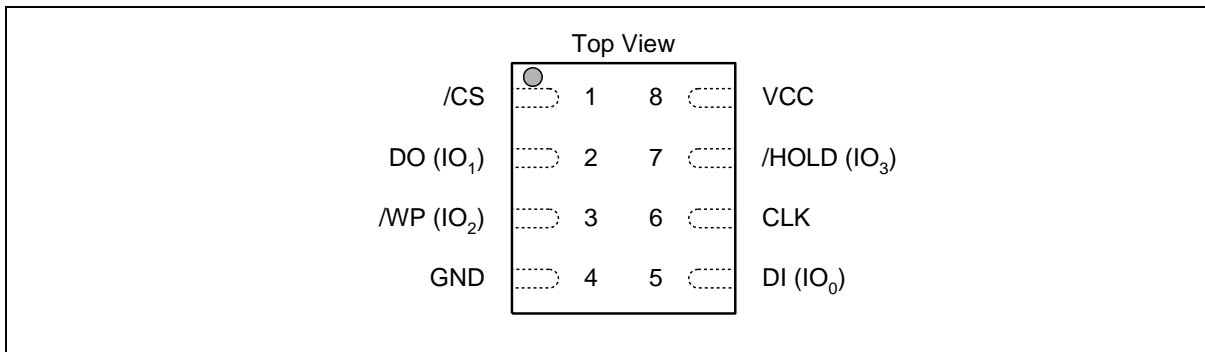 Top View
/CS 1 8 VCC
DO (IO₁) 2 7 /HOLD (IO₃)
/WP (IO₂) 3 6 CLK
GND 4 5 DI (IO₀)